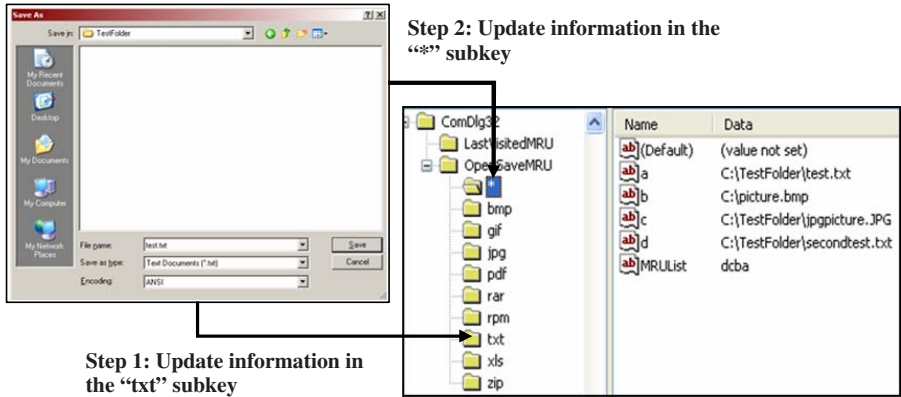 Save As
Save in: TestFolder
My Recent
Documents
Desktop
My Documents
My Computer
My Network
Places
File name: test.txt Save
Save as type: Text Documents (*.txt) Cancel
Encoding: ANSI
Step 2: Update information in the
“*” subkey
Step 1: Update information in
the “txt” subkey
ComDlg32
LastVisitedMRU
OpenSaveMRU
*
bmp
gif
jpg
pdf
rar
rpm
txt
xls
zip
Name Data
(Default) (value not set)
a C:\TestFolder\test.txt
b C:\picture.bmp
c C:\TestFolder\jpgpicture.JPG
d C:\TestFolder\secondtest.txt
MRUList dcba